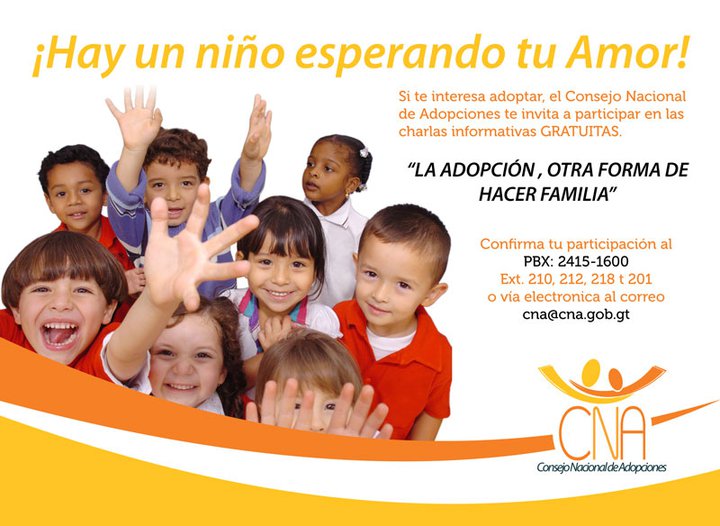 ¡Hay un niño esperando tu Amor!
Si te interesa adoptar, el Consejo Nacional
de Adopciones te invita a participar en las
charlas informativas GRATUITAS.
“LA ADOPCIÓN , OTRA FORMA DE
HACER FAMILIA”
Confirma tu participación al
PBX: 2415-1600
Ext. 210, 212, 218 t 201
o vía electronica al correo
cna@cna.gob.gt
CNA
Consejo Nacional de Adopciones